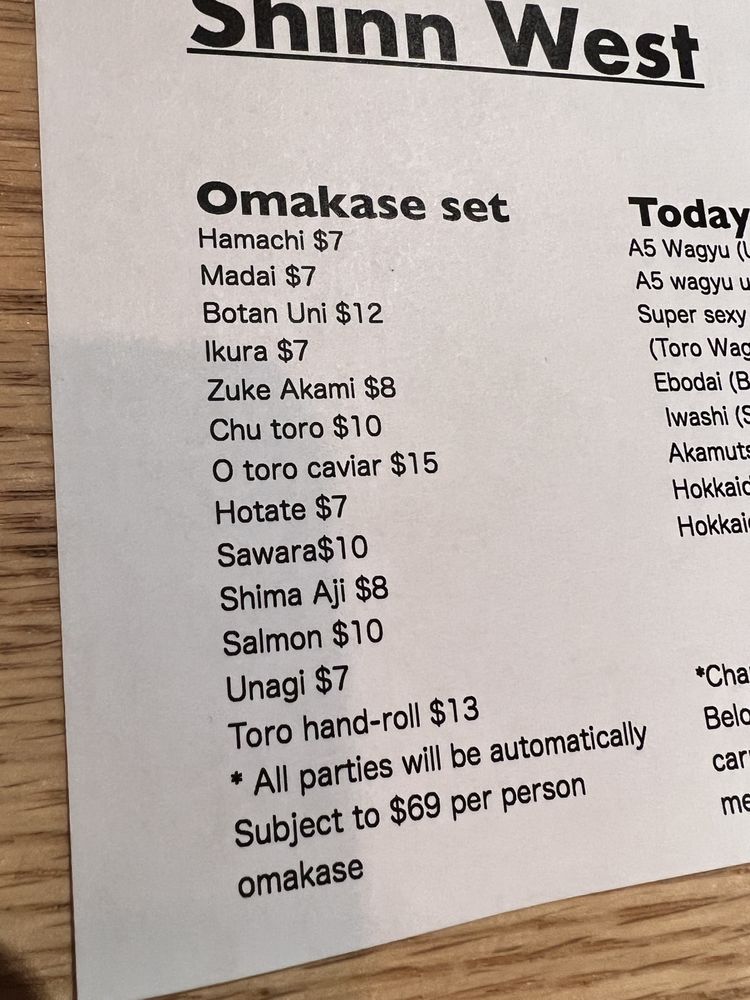 Shinn West
Omakase set
Hamachi $7
Madai $7
Botan Uni $12
Ikura $7
Zuke Akami $8
Chu toro $10
O toro caviar $15
Hotate $7
Sawara$10
Shima Aji $8
Salmon $10
Unagi $7
Toro hand-roll $13
* All parties will be automatically
Subject to $69 per person
omakase
Today
A5 Wagyu
A5 wagyu
Super sexy
(Toro
Ebodai
Iwashi